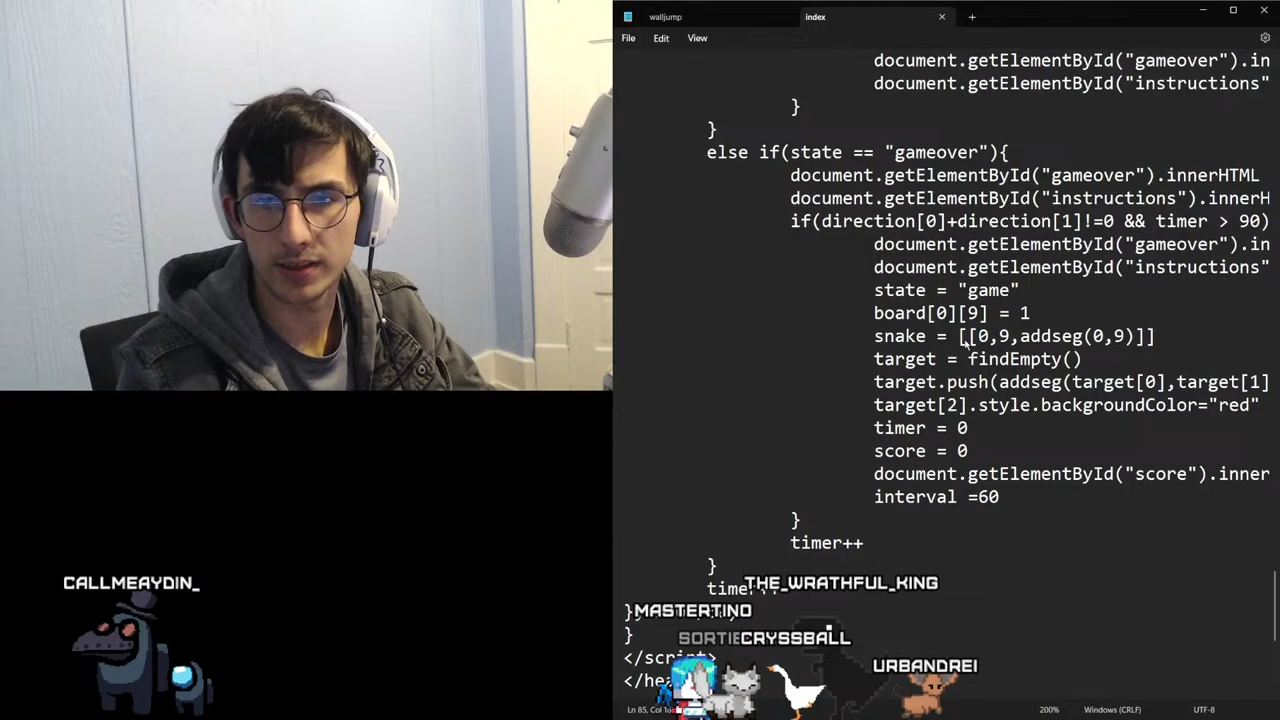 walljump
index
File Edit View
document.getElementById("gameover").in
document.getElementById("instructions"
}
}
else if(state == "gameover"){
document.getElementById("gameover").innerHTML
document.getElementById("instructions").innerH
if(direction[0]+direction[1]!=0 && timer > 90)
document.getElementById("gameover").in
document.getElementById("instructions"
state = "game"
board[0][9] = 1
snake = [[0,9,addseg(0,9)]]
target = findEmpty()
target.push(addseg(target[0],target[1]
target[2].style.backgroundColor="red"
timer = 0
score = 0
document.getElementById("score").inner
interval =60
}
timer++
}
CALLMEAYDIN_
THE_WRATHFUL_KING
MASTERTINO
}
CRYSSBALL
URBANDREI
Ln 85,
200%
Windows (CRLF)
UTF-8